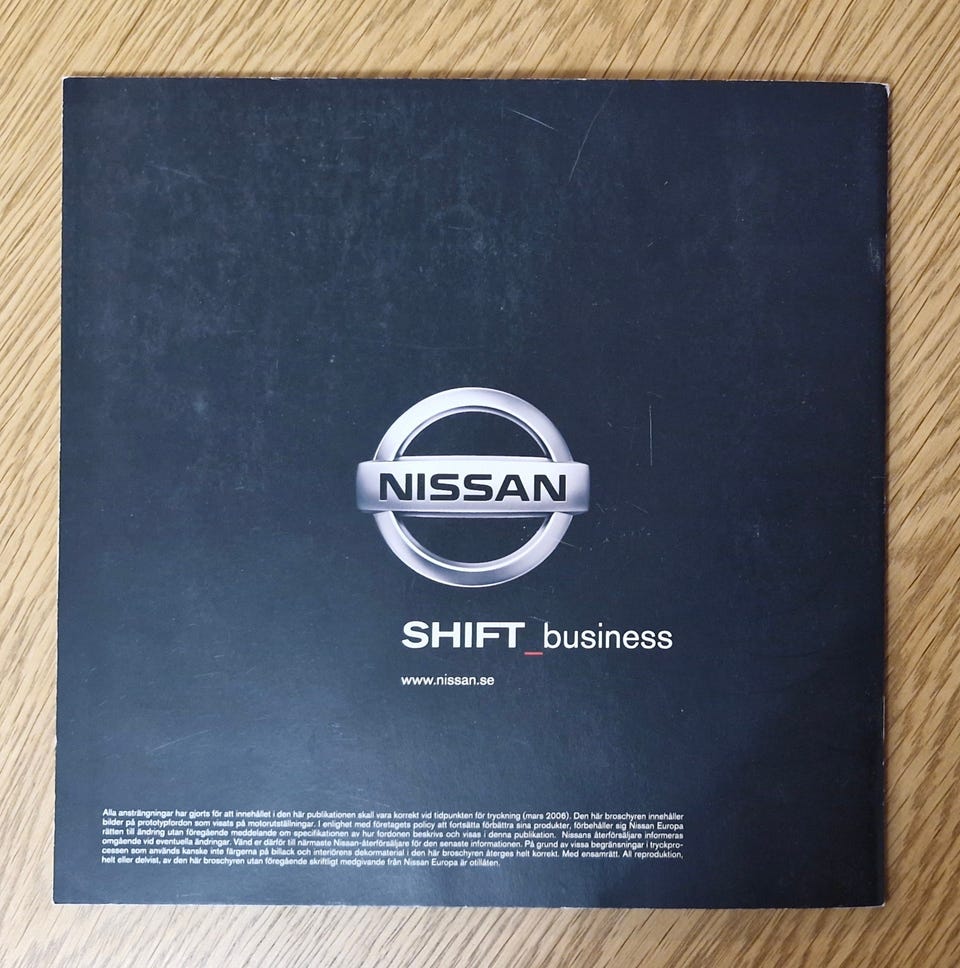 NISSAN
SHIFT_business
www.nissan.se
Alla ansträngningar har gjorts för att innehållet i den här publikationen skall vara korrekt vid tidpunkten för tryckning (mars 2006). Den här broschyren innehåller
bilder på prototypfordon som visats på motorutställningar. I enlighet med företagets policy att fortsätta förbättra sina produkter, förbehåller sig Nissan Europa
rätten till ändring utan föregående meddelande om specifikationen av hur fordonen beskrivs och visas i denna publikation. Nissans återförsäljare informeras
omgående vid eventuella ändringar. Vänd er därför till närmaste Nissan-återförsäljare för den senaste informationen. På grund av vissa begränsningar i tryckpro-
cessen som används kanske inte färgerna på billack och interiörens dekormaterial i den här broschyren återges helt korrekt. Med ensamrätt. All reproduktion,
helt eller delvist, av den här broschyren utan föregående skriftligt medgivande från Nissan Europa är otillåten.